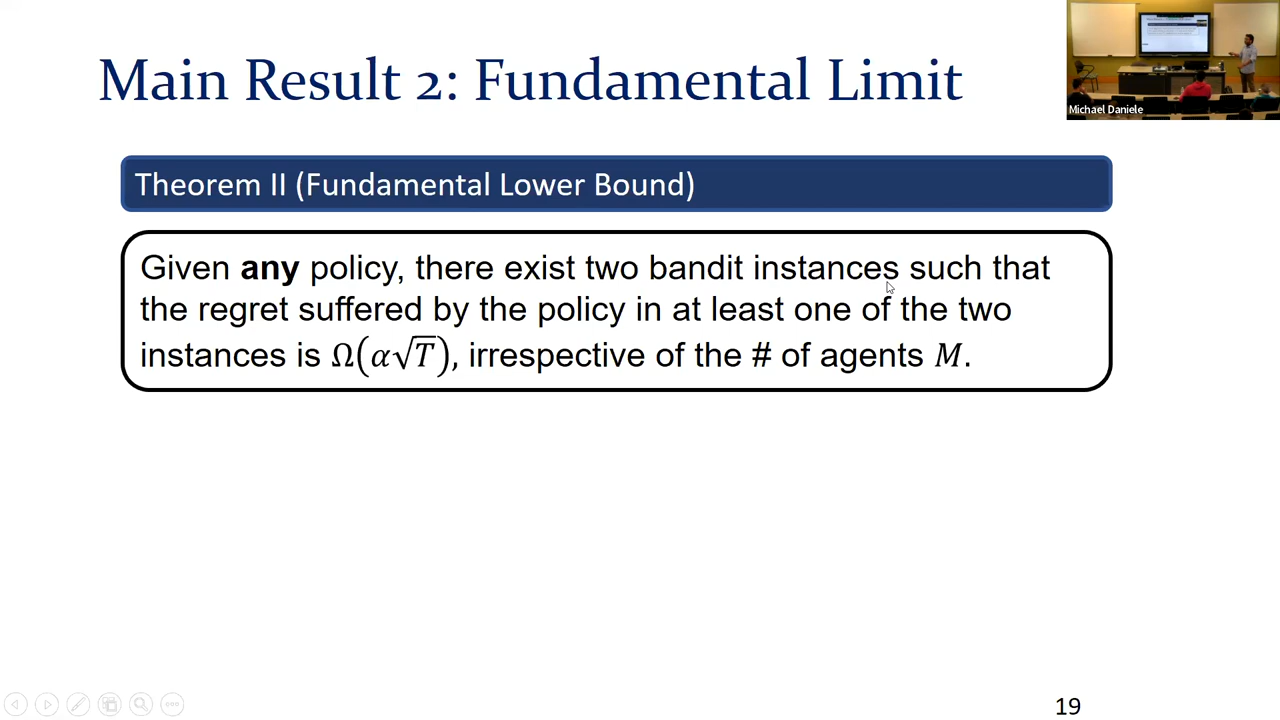 Main Result 2: Fundamental Limit
Michael Daniele
Theorem II (Fundamental Lower Bound)
Given any policy, there exist two bandit instances such that
the regret suffered by the policy in at least one of the two
instances is Ω(α√T), irrespective of the # of agents M.
19